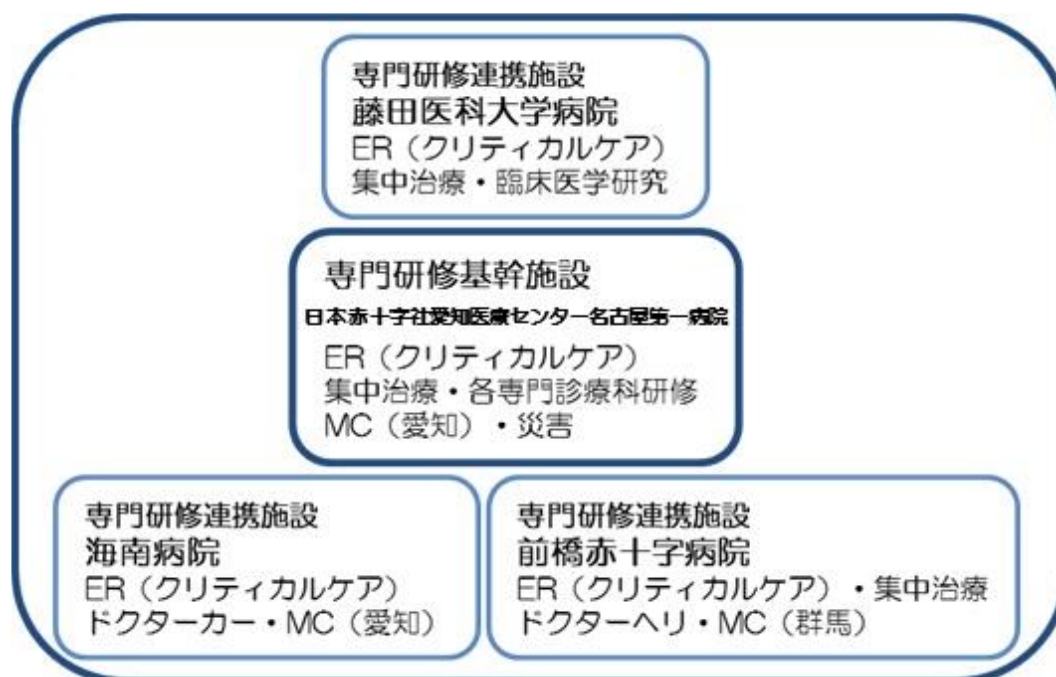 専門研修連携施設
藤田医科大学病院
ER（クリティカルケア）
集中治療・臨床医学研究
専門研修基幹施設
日本赤十字社愛知医療センター名古屋第一病院
ER（クリティカルケア）
集中治療・各専門診療科研修
MC（愛知）・災害
専門研修連携施設
海南病院
ER（クリティカルケア）
ドクターカー・MC（愛知）
専門研修連携施設
前橋赤十字病院
ER（クリティカルケア）・集中治療
ドクターヘリ・MC（群馬）